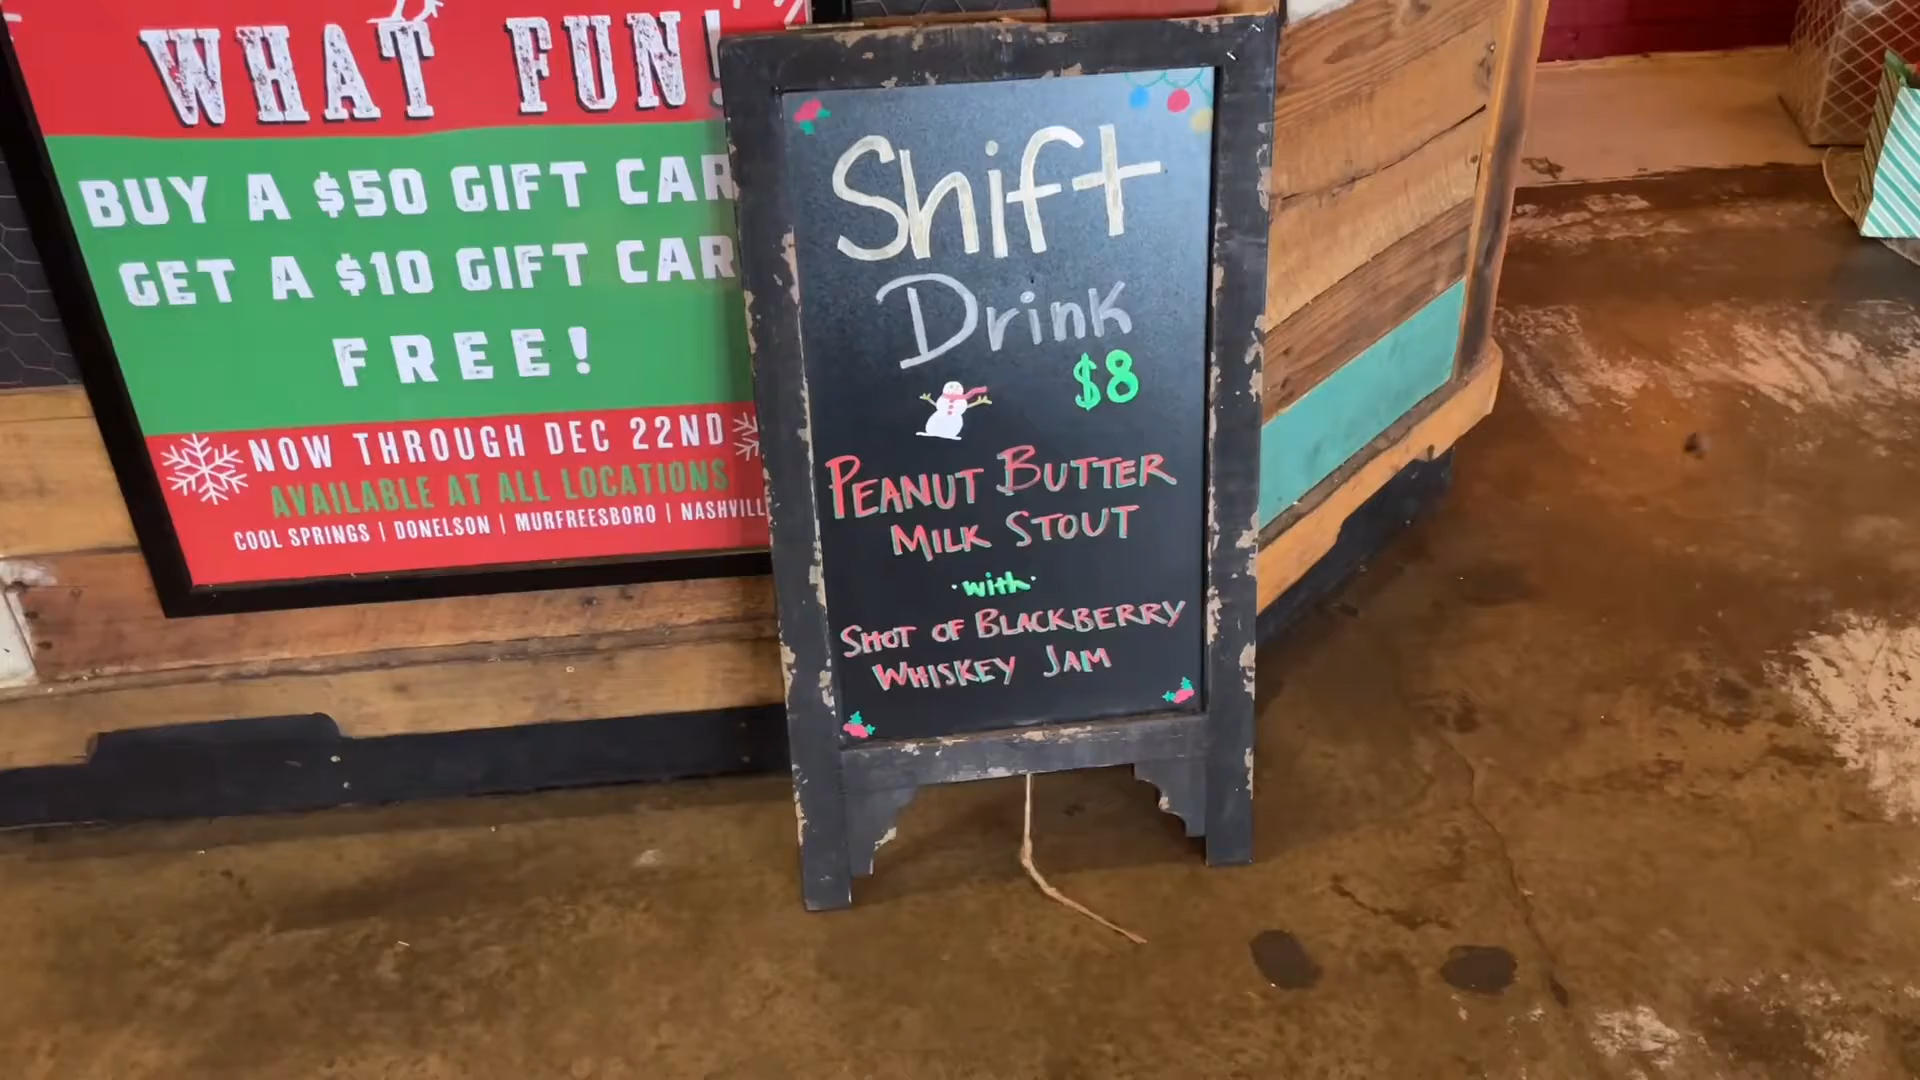 WHAT FUN!
BUY A $50 GIFT CAR
GET A $10 GIFT CAR
FREE!
NOW THROUGH DEC 22ND
AVAILABLE AT ALL LOCATIONS
COOL SPRINGS | DONELSON | MURFREESBORO | NASHVILL
Shift
Drink
$8
PEANUT BUTTER
MILK STOUT
·with·
SHOT OF BLACKBERRY
WHISKEY JAM